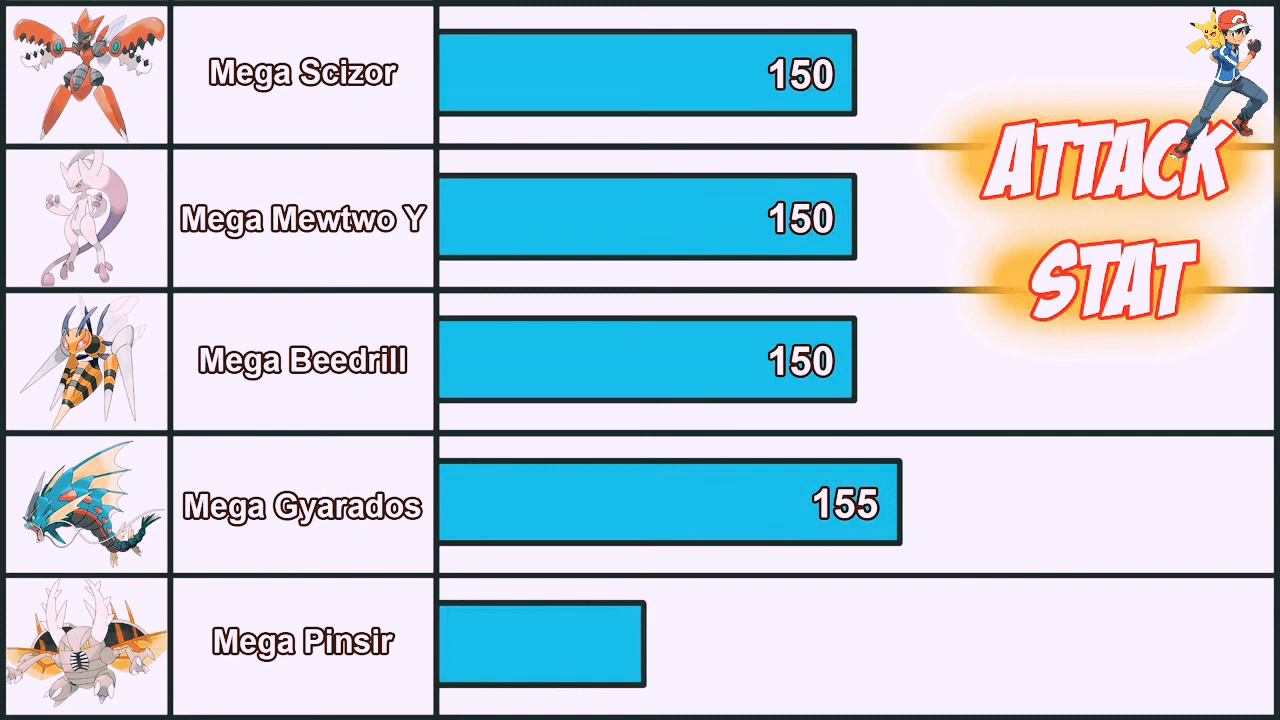 Mega Scizor
150
ATTACK
STAT
Mega Mewtwo Y
150
Mega Beedrill
150
Mega Gyarados
155
Mega Pinsir